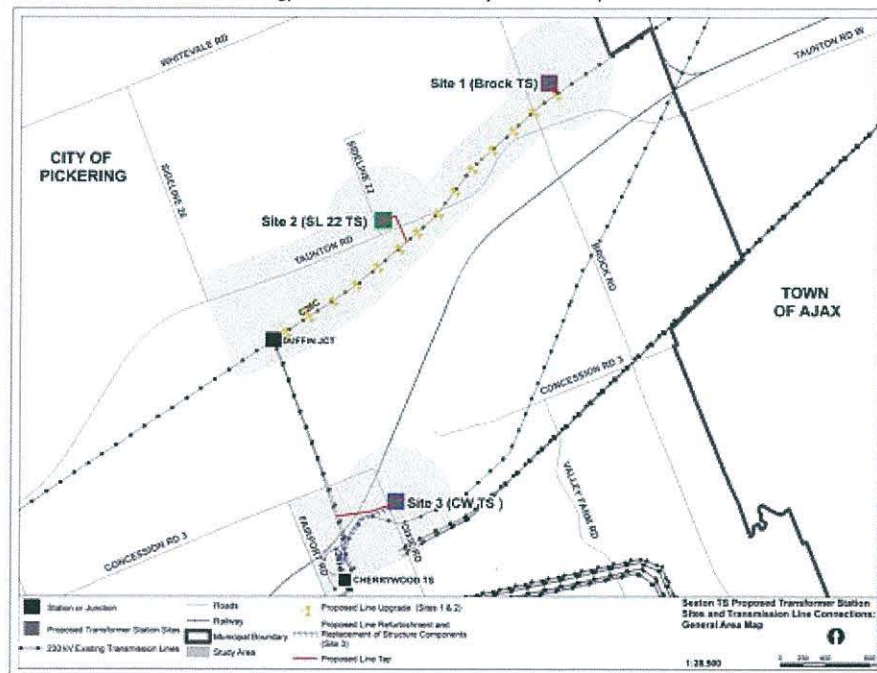 WHITEVALE RD
TAUNTON RD W
Site 1 (Brock TS)
CITY OF
PICKERING
SIDELINE 22
SIDELINE 26
Site 2 (SL 22 TS)
TAUNTON RD
C28C
BROCK RD
TOWN
OF AJAX
DUFFIN JCT
CONCESSION RD 3
Site 3 (CW TS )
VALLEY FARM RD
DIXIE RD
FAIRPORT RD
CONCESSION RD 3
CHERRYWOOD TS
Station or Junction
Proposed Transformer Station Sites
230 kV Existing Transmission Lines
Roads
Railway
Municipal Boundary
Study Area
Proposed Line Upgrade (Sites 1 & 2)
Proposed Line Refurbishment and
Replacement of Structure Components
(Site 3)
Proposed Line Tap
Seaton TS Proposed Transformer Station
Sites and Transmission Line Connections:
General Area Map
1:28,500